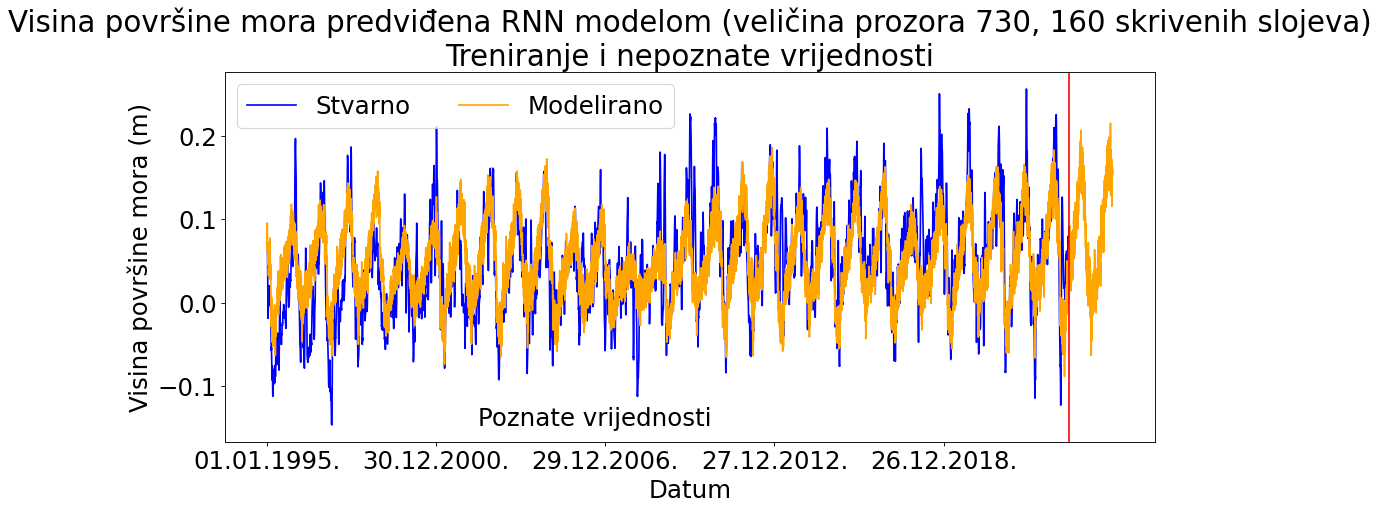 Visina površine mora predviđena RNN modelom (veličina prozora 730, 160 skrivenih slojeva)
Treniranje i nepoznate vrijednosti
Stvarno Modelirano
Visina površine mora (m)
0.2
0.1
0.0
−0.1
Poznate vrijednosti
01.01.1995. 30.12.2000. 29.12.2006. 27.12.2012. 26.12.2018.
Datum